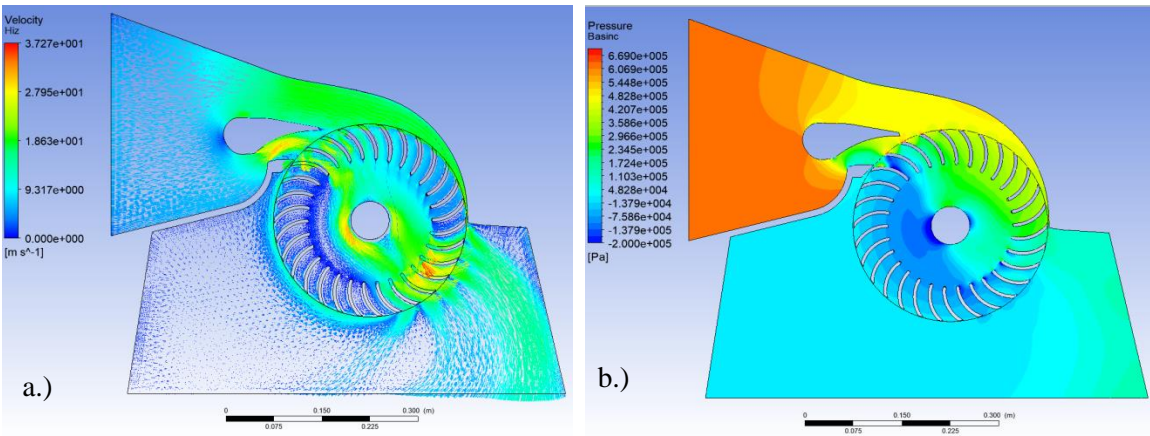 Velocity
Hiz
3.727e+001
2.795e+001
1.863e+001
9.317e+000
0.000e+000
[m s^-1]
a.)
0 0.150 0.300 (m)
0.075 0.225
Pressure
Basinc
6.690e+005
6.069e+005
5.448e+005
4.828e+005
4.207e+005
3.586e+005
2.966e+005
2.345e+005
1.724e+005
1.103e+005
4.828e+004
-1.379e+004
-7.586e+004
-1.379e+005
-2.000e+005
[Pa]
b.)
0 0.150 0.300 (m)
0.075 0.225